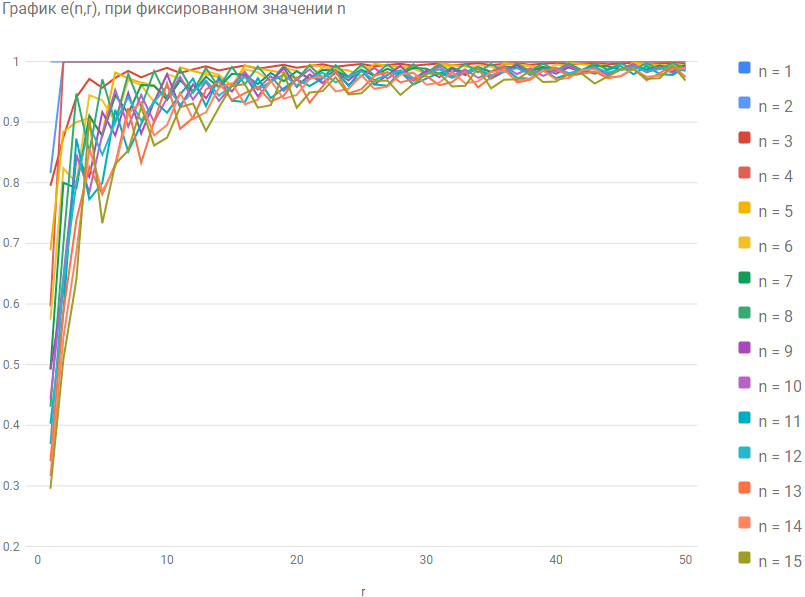 График e(n,r), при фиксированном значении n
1
0.9
0.8
0.7
0.6
0.5
0.4
0.3
0.2
0 10 20 30 40 50
r
n = 1
n = 2
n = 3
n = 4
n = 5
n = 6
n = 7
n = 8
n = 9
n = 10
n = 11
n = 12
n = 13
n = 14
n = 15